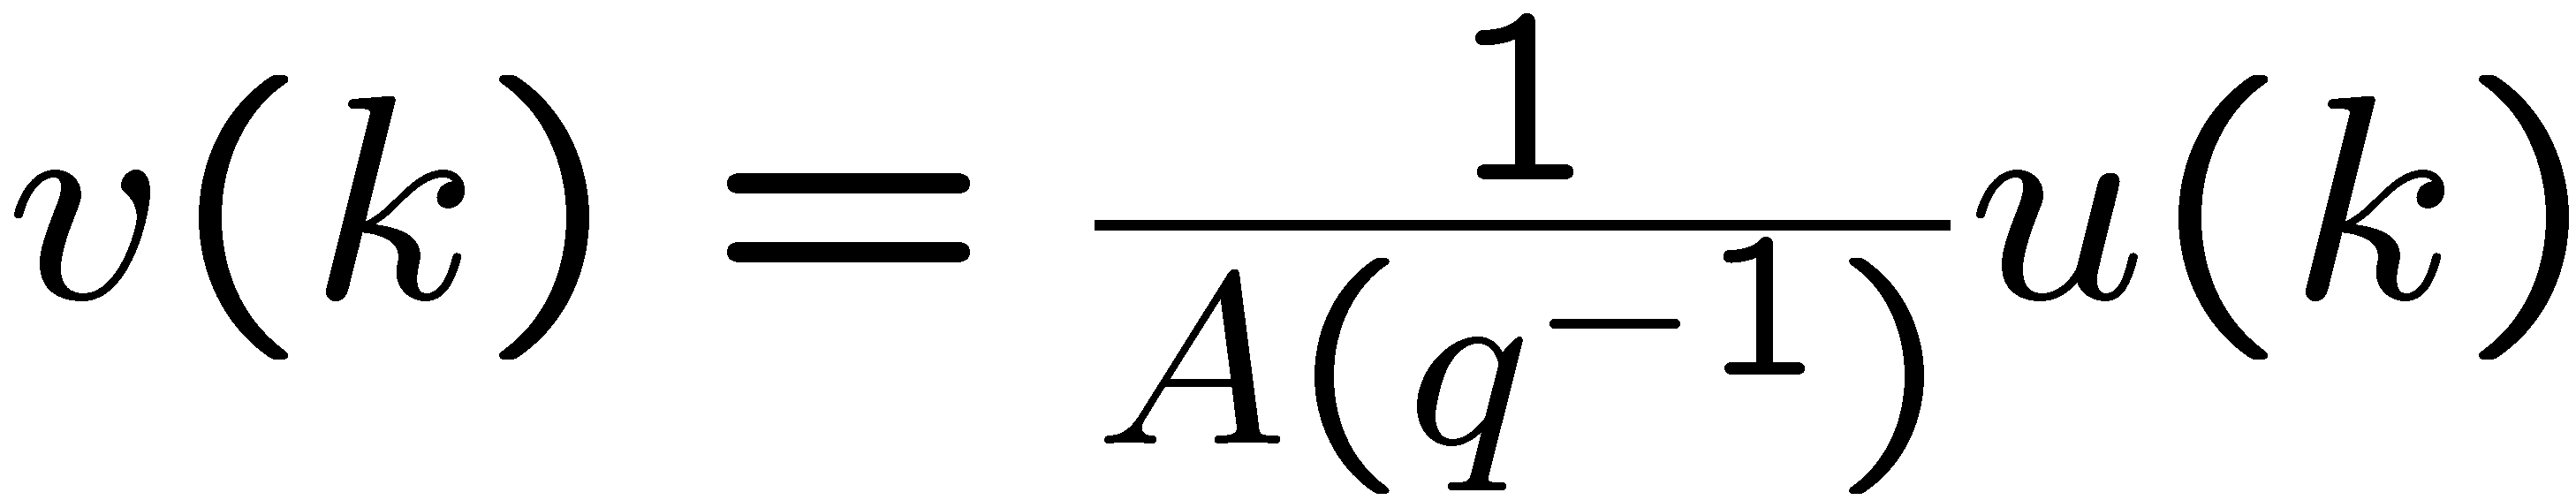 $v(k) = \frac{1}{A(q^{-1})} u(k)$